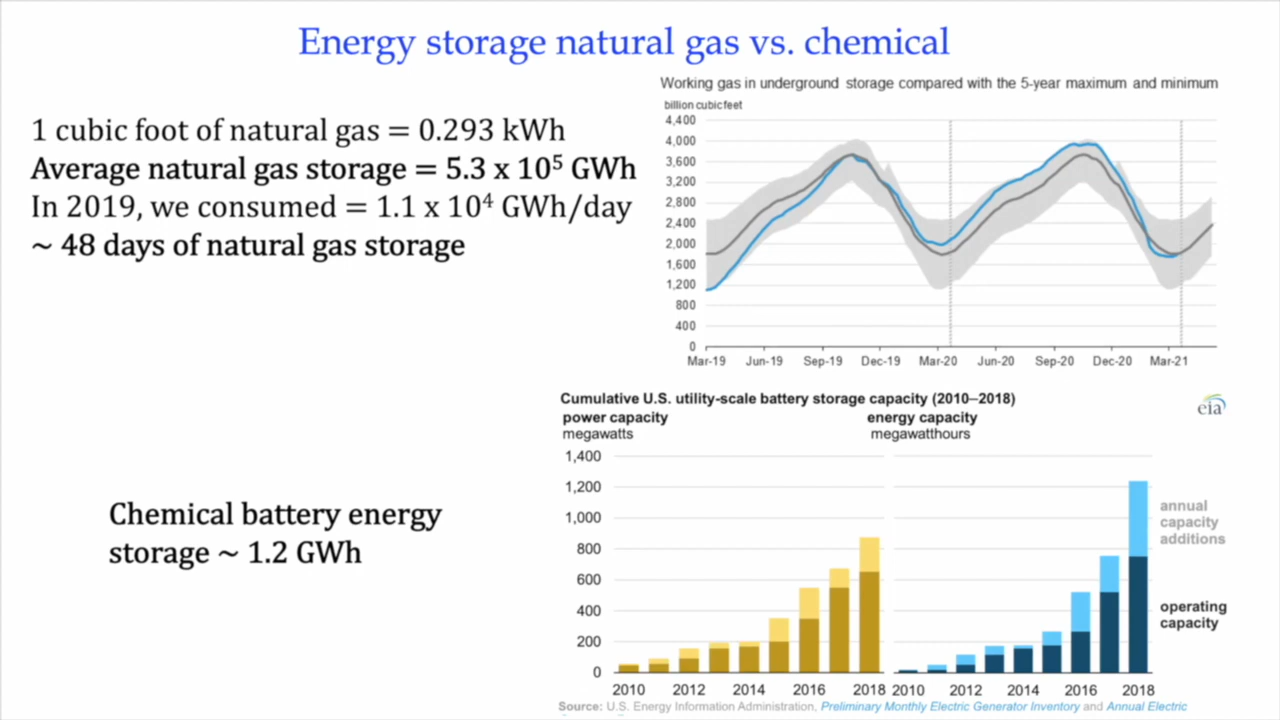 Energy storage natural gas vs. chemical
1 cubic foot of natural gas = 0.293 kWh
Average natural gas storage = 5.3 x 10⁵ GWh
In 2019, we consumed = 1.1 x 10⁴ GWh/day
~ 48 days of natural gas storage
Working gas in underground storage compared with the 5-year maximum and minimum
billion cubic feet
4,400
4,000
3,600
3,200
2,800
2,400
2,000
1,600
1,200
800
400
0
Mar-19 Jun-19 Sep-19 Dec-19 Mar-20 Jun-20 Sep-20 Dec-20 Mar-21
Chemical battery energy
storage ~ 1.2 GWh
Cumulative U.S. utility-scale battery storage capacity (2010–2018)
power capacity
megawatts
energy capacity
megawatthours
eia
1,400
1,200
1,000
800
600
400
200
0
2010 2012 2014 2016 2018
2010 2012 2014 2016 2018
annual
capacity
additions
operating
capacity
Source: U.S. Energy Information Administration, Preliminary Monthly Electric Generator Inventory and Annual Electric